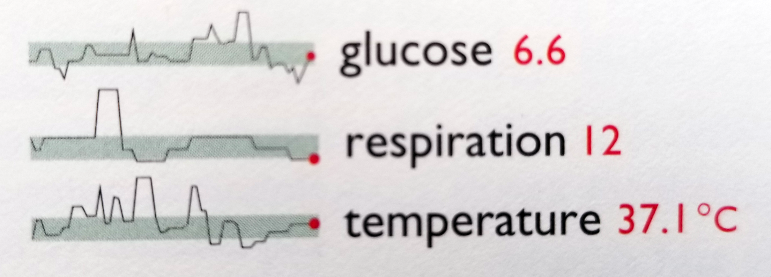 glucose 6.6
respiration 12
temperature 37.1°C